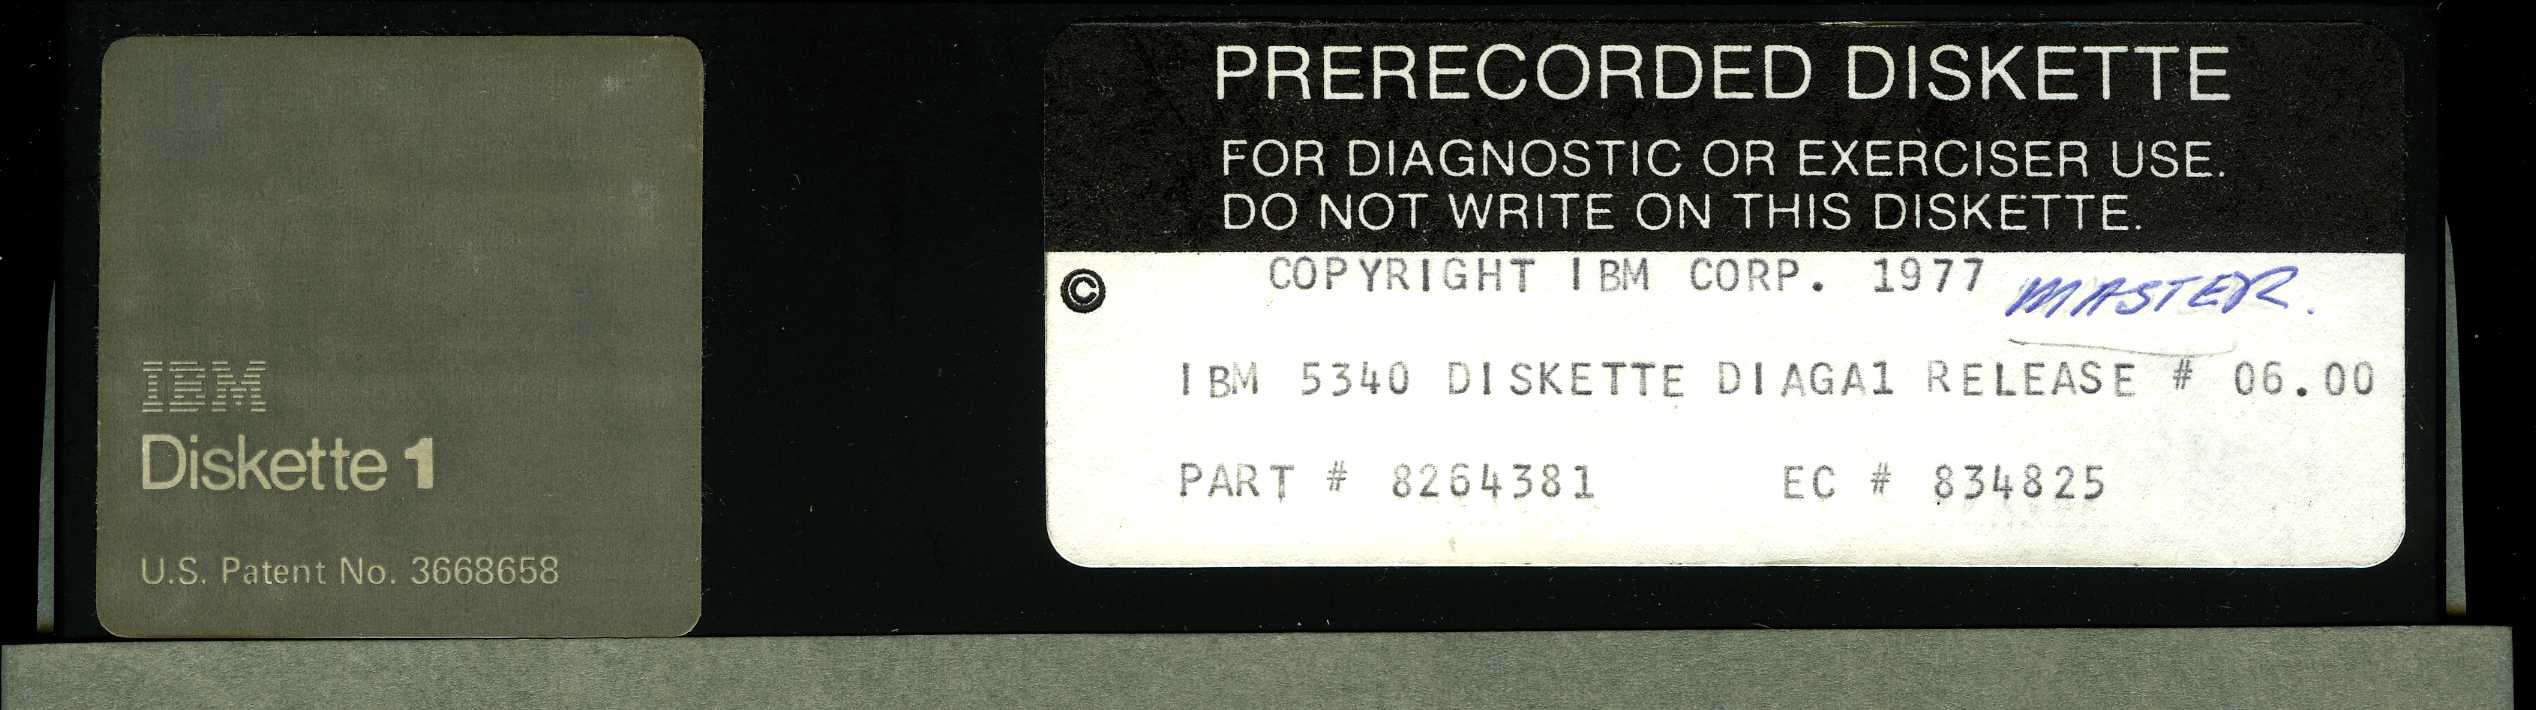 IBM
Diskette 1
U.S. Patent No. 3668658
PRERECORDED DISKETTE
FOR DIAGNOSTIC OR EXERCISER USE.
DO NOT WRITE ON THIS DISKETTE.
© COPYRIGHT IBM CORP. 1977 MASTER.
IBM 5340 DISKETTE DIAGA1 RELEASE # 06.00
PART # 8264381 EC # 834825